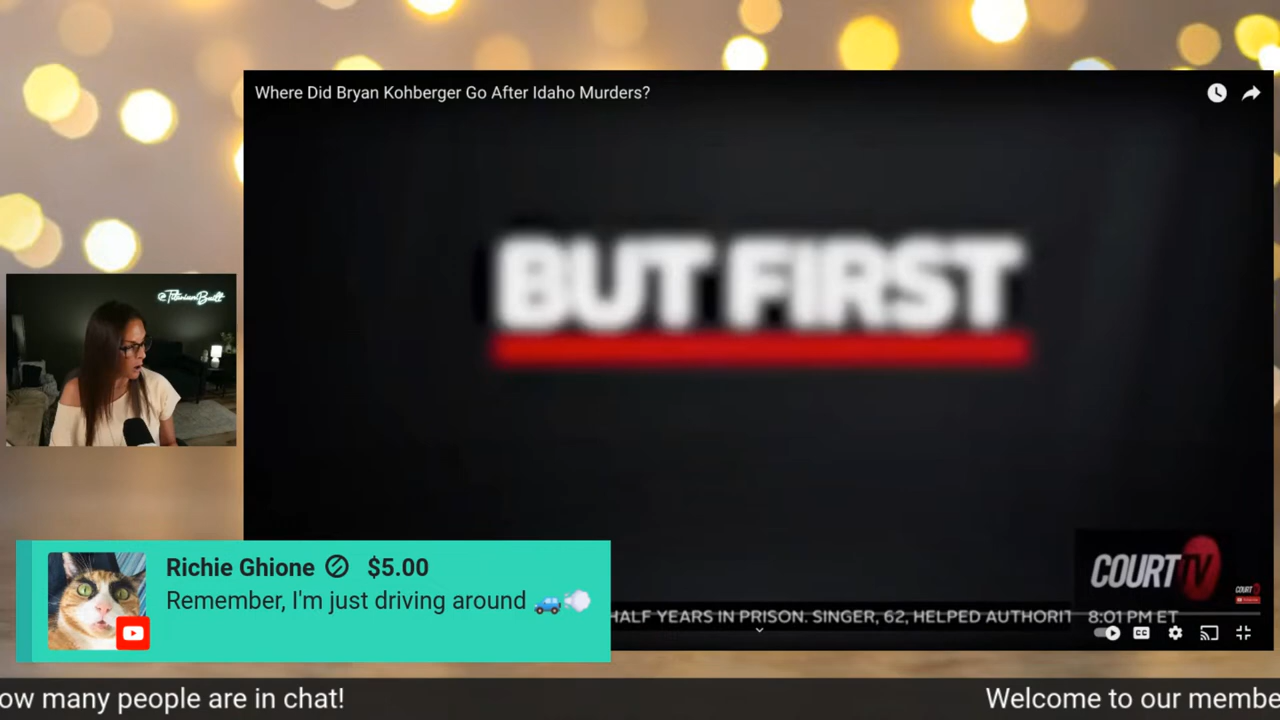 Where Did Bryan Kohberger Go After Idaho Murders?
BUT FIRST
@TitaniumBuilt
COURT TV
Richie Ghione $5.00
Remember, I'm just driving around 🚙💨
HALF YEARS IN PRISON. SINGER, 62, HELPED AUTHORIT 8:01 PM ET
CC
ow many people are in chat! Welcome to our membe